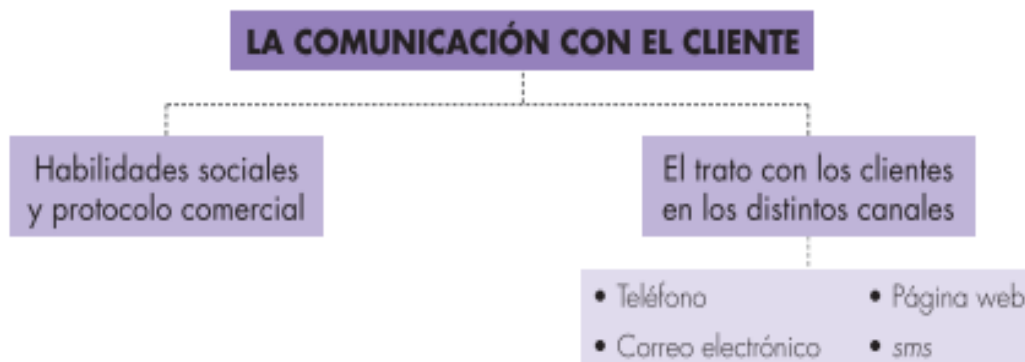 LA COMUNICACIÓN CON EL CLIENTE
Habilidades sociales
y protocolo comercial
El trato con los clientes
en los distintos canales
• Teléfono
• Correo electrónico
• Página web
• sms